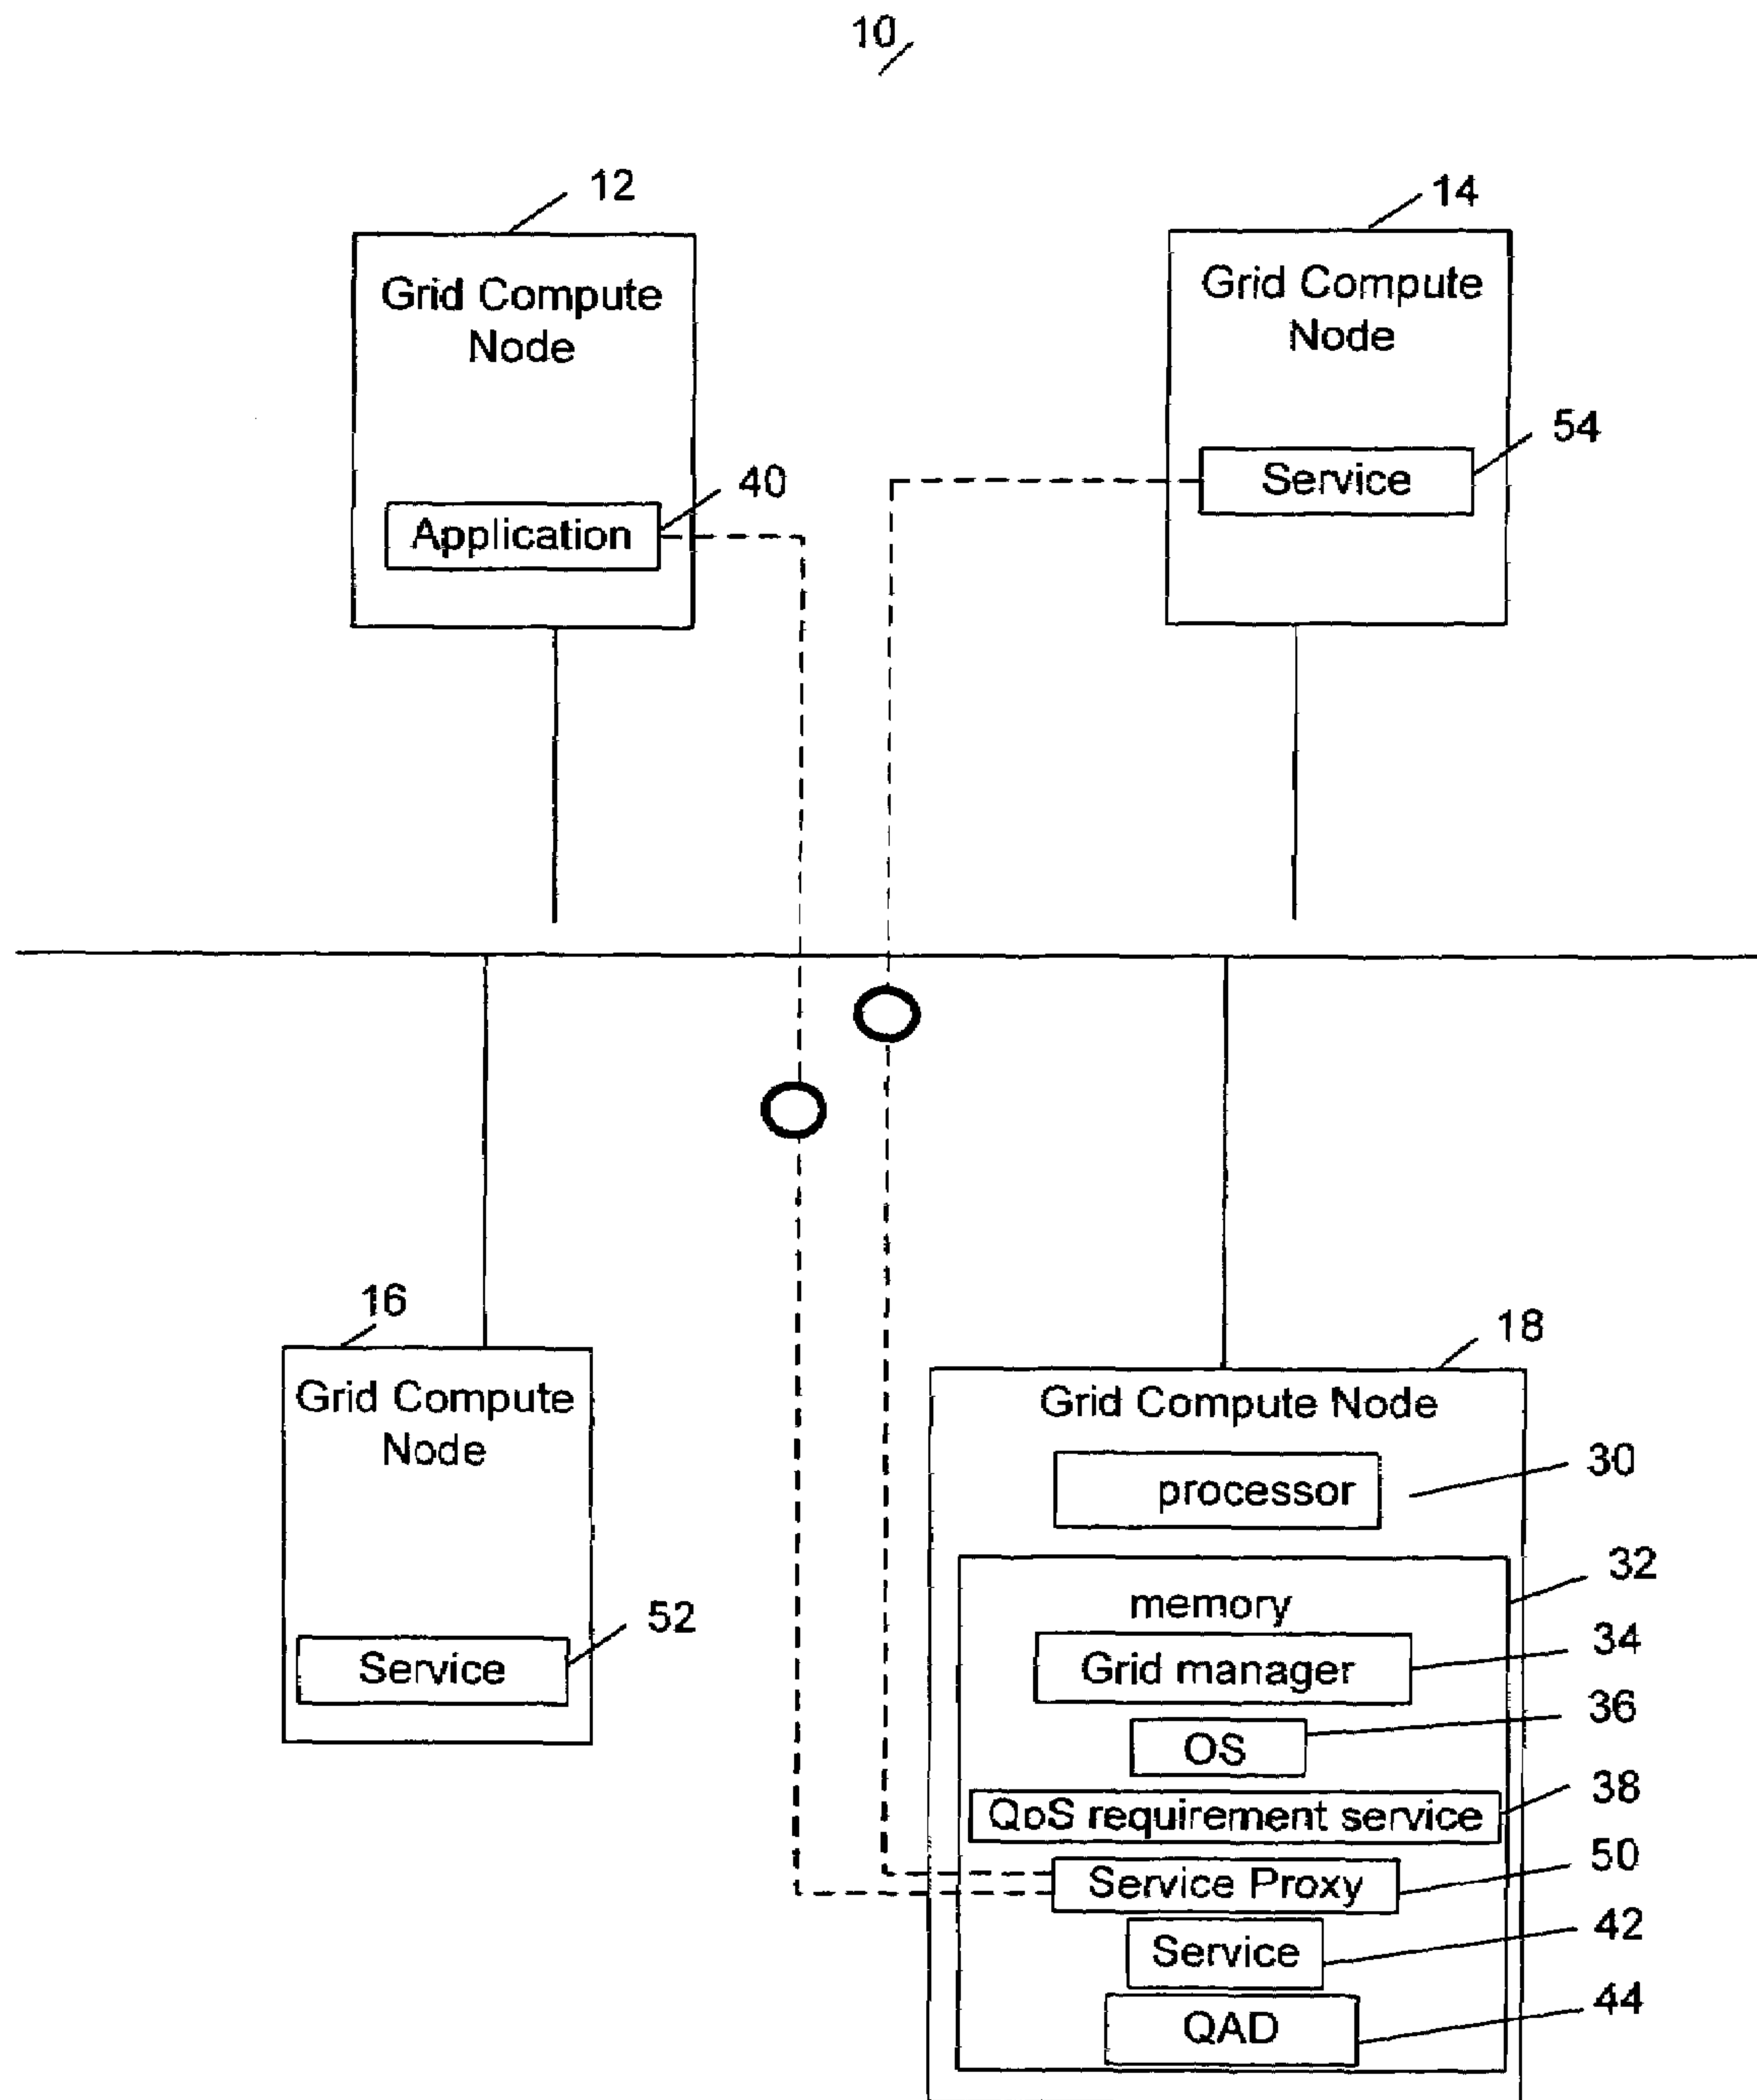 10
12
14
Grid Compute
Node
Grid Compute
Node
54
Service
40
Application
16
18
Grid Compute
Node
Grid Compute Node
30
processor
32
memory
52
Service
34
Grid manager
36
OS
38
QoS requirement service
50
Service Proxy
42
Service
44
QAD